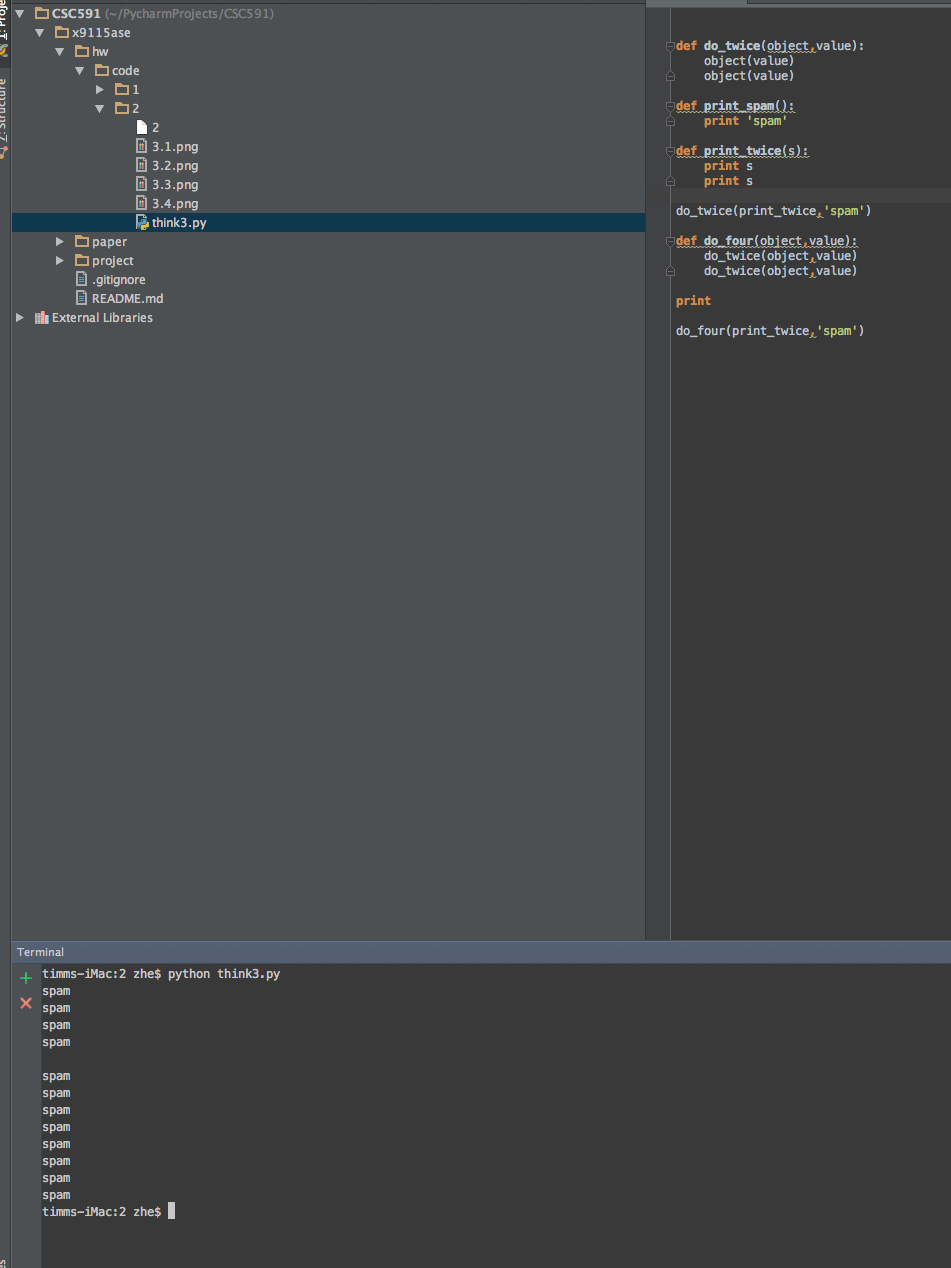 1: Proje
CSC591 (~/PycharmProjects/CSC591)
x9115ase
hw
code
1
2
2
3.1.png
3.2.png
3.3.png
3.4.png
think3.py
paper
project
.gitignore
README.md
External Libraries
7: Structure
def do_twice(object,value):
    object(value)
    object(value)
def print_spam():
    print 'spam'
def print_twice(s):
    print s
    print s
do_twice(print_twice,'spam')
def do_four(object,value):
    do_twice(object,value)
    do_twice(object,value)
print
do_four(print_twice,'spam')
Terminal
timms-iMac:2 zhe$ python think3.py
spam
spam
spam
spam
spam
spam
spam
spam
spam
spam
spam
spam
timms-iMac:2 zhe$